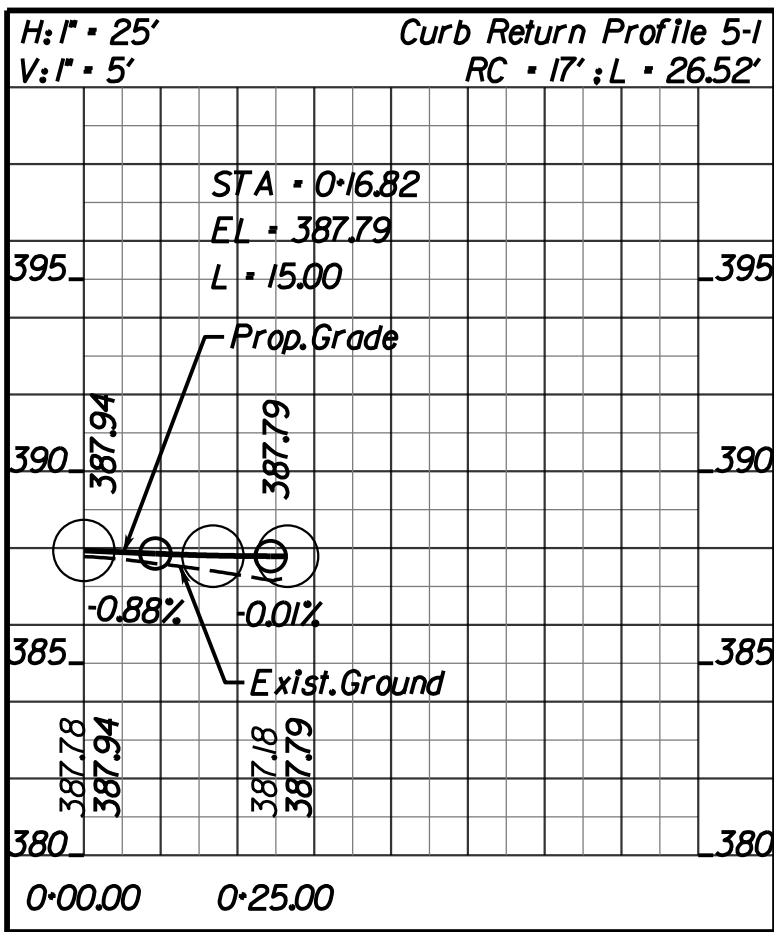 H: 1" = 25' Curb Return Profile 5-1
V: 1" = 5' RC = 17' ; L = 26.52'
STA = 0+16.82
EL = 387.79
395 L = 15.00 395
Prop. Grade
387.94 387.79
390 390
-0.88% -0.01%
385 385
Exist. Ground
387.78 387.94 387.18 387.79
380 380
0+00.00 0+25.00